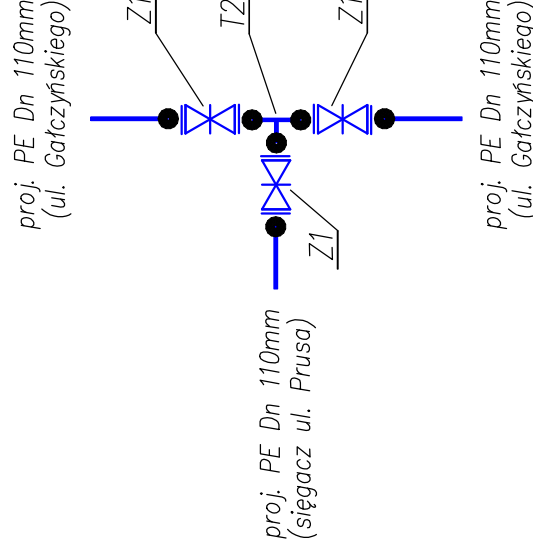 proj. PE Dn 110mm
(ul. Gałczyńskiego)
Z1
T2
Z1
proj. PE Dn 110mm
(ul. Gałczyńskiego)
Z1
proj. PE Dn 110mm
(sięgacz ul. Prusa)